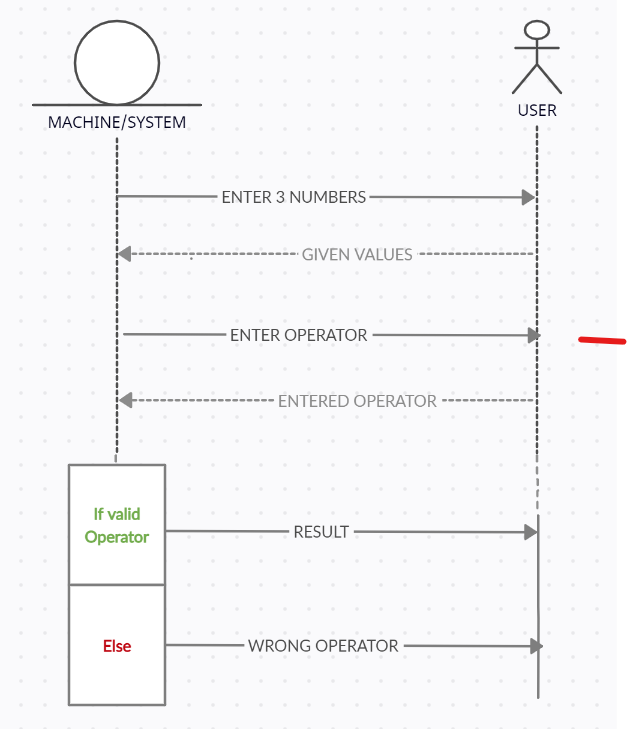 MACHINE/SYSTEM
USER
ENTER 3 NUMBERS
GIVEN VALUES
ENTER OPERATOR
ENTERED OPERATOR
If valid
Operator
RESULT
Else
WRONG OPERATOR